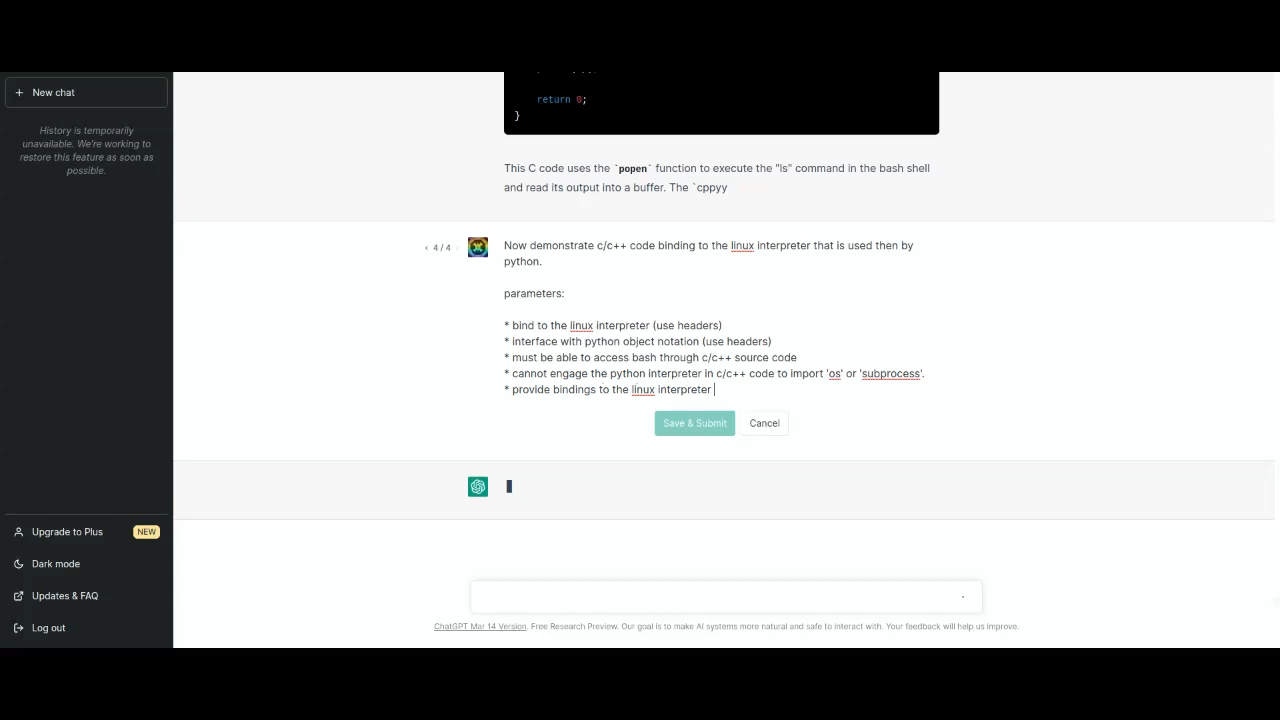 New chat
History is temporarily
unavailable. We're working to
restore this feature as soon as
possible.
return 0;
}
This C code uses the `popen` function to execute the "ls" command in the bash shell
and read its output into a buffer. The `cppyy
< 4 / 4
Now demonstrate c/c++ code binding to the linux interpreter that is used then by
python.
parameters:
* bind to the linux interpreter (use headers)
* interface with python object notation (use headers)
* must be able to access bash through c/c++ source code
* cannot engage the python interpreter in c/c++ code to import 'os' or 'subprocess'.
* provide bindings to the linux interpreter
Save & Submit Cancel
Upgrade to Plus NEW
Dark mode
Updates & FAQ
Log out
ChatGPT Mar 14 Version. Free Research Preview. Our goal is to make AI systems more natural and safe to interact with. Your feedback will help us improve.